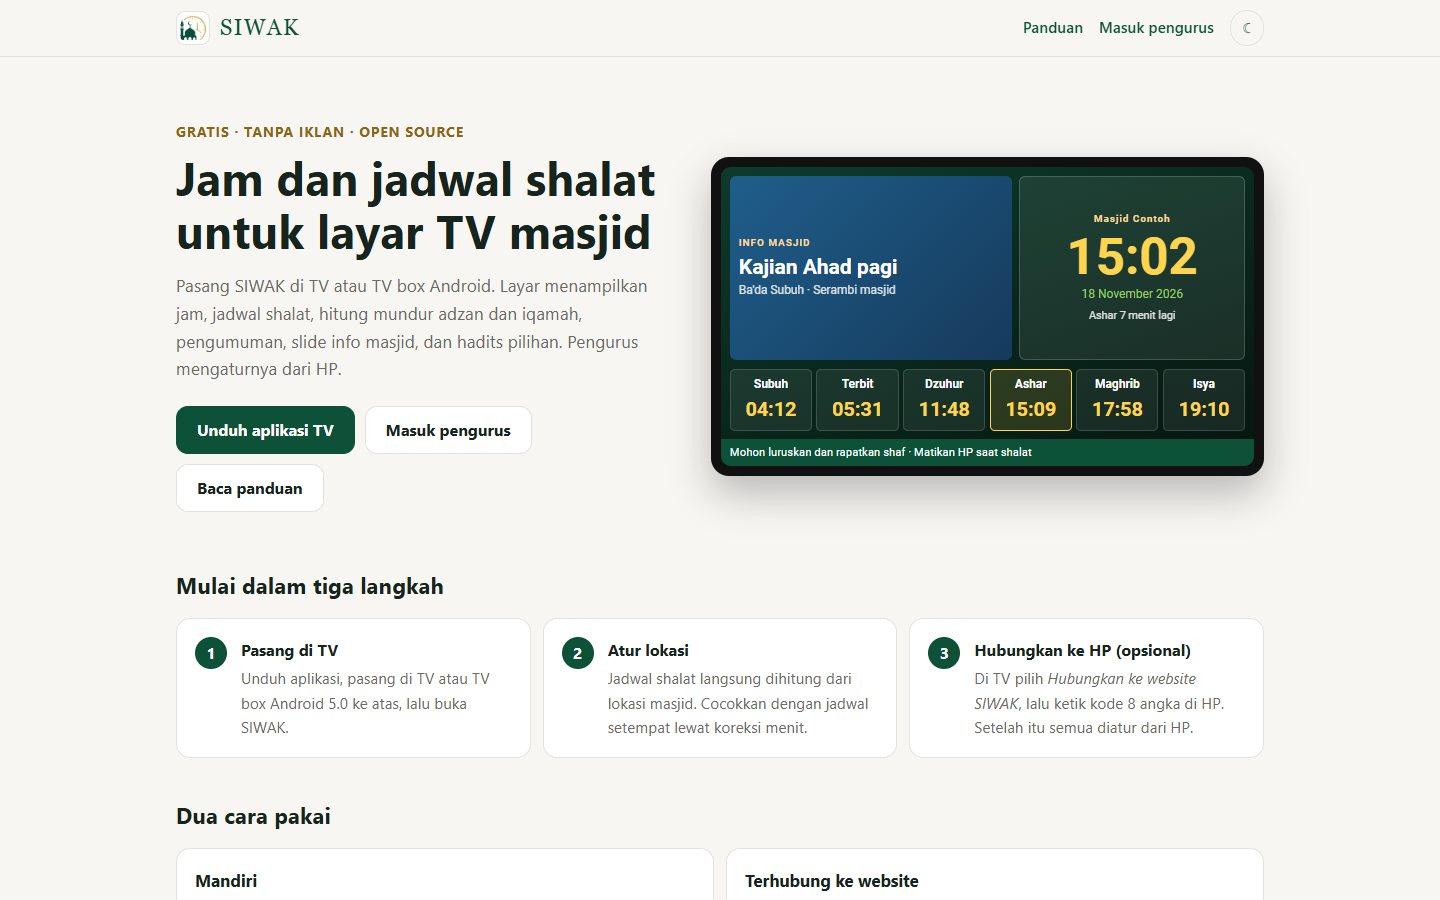 SIWAK
Panduan
Masuk pengurus
GRATIS · TANPA IKLAN · OPEN SOURCE
Jam dan jadwal shalat
untuk layar TV masjid
Pasang SIWAK di TV atau TV box Android. Layar menampilkan
jam, jadwal shalat, hitung mundur adzan dan iqamah,
pengumuman, slide info masjid, dan hadits pilihan. Pengurus
mengaturnya dari HP.
Unduh aplikasi TV
Masuk pengurus
Baca panduan
INFO MASJID
Kajian Ahad pagi
Ba'da Subuh · Serambi masjid
Masjid Contoh
15:02
18 November 2026
Ashar 7 menit lagi
Subuh
04:12
Terbit
05:31
Dzuhur
11:48
Ashar
15:09
Maghrib
17:58
Isya
19:10
Mohon luruskan dan rapatkan shaf · Matikan HP saat shalat
Mulai dalam tiga langkah
1
Pasang di TV
Unduh aplikasi, pasang di TV atau TV
box Android 5.0 ke atas, lalu buka
SIWAK.
2
Atur lokasi
Jadwal shalat langsung dihitung dari
lokasi masjid. Cocokkan dengan jadwal
setempat lewat koreksi menit.
3
Hubungkan ke HP (opsional)
Di TV pilih Hubungkan ke website
SIWAK, lalu ketik kode 8 angka di HP.
Setelah itu semua diatur dari HP.
Dua cara pakai
Mandiri
Terhubung ke website